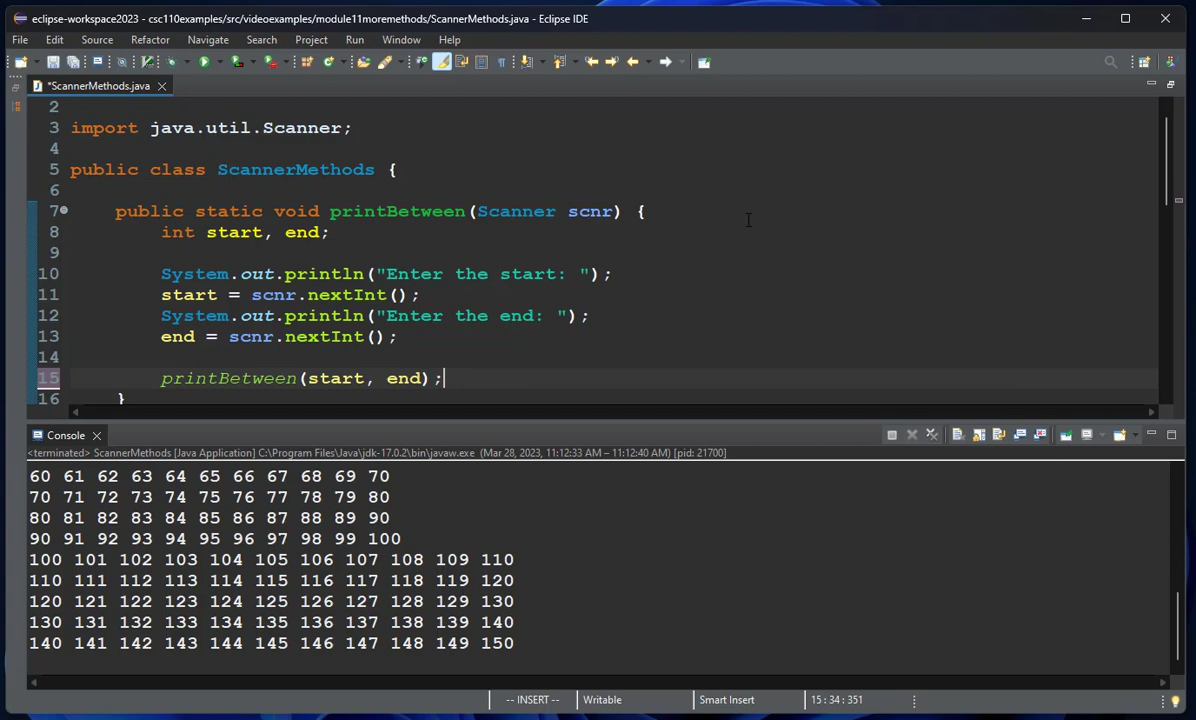 eclipse-workspace2023 - csc110examples/src/videoexamples/module11moremethods/ScannerMethods.java - Eclipse IDE
File Edit Source Refactor Navigate Search Project Run Window Help
*ScannerMethods.java
2
3 import java.util.Scanner;
4
5 public class ScannerMethods {
6
7 public static void printBetween(Scanner scnr) {
8 int start, end;
9
10 System.out.println("Enter the start: ");
11 start = scnr.nextInt();
12 System.out.println("Enter the end: ");
13 end = scnr.nextInt();
14
15 printBetween(start, end);
16 }
Console
<terminated> ScannerMethods [Java Application] C:\Program Files\Java\jdk-17.0.2\bin\javaw.exe (Mar 28, 2023, 11:12:33 AM – 11:12:40 AM) [pid: 21700]
60 61 62 63 64 65 66 67 68 69 70
70 71 72 73 74 75 76 77 78 79 80
80 81 82 83 84 85 86 87 88 89 90
90 91 92 93 94 95 96 97 98 99 100
100 101 102 103 104 105 106 107 108 109 110
110 111 112 113 114 115 116 117 118 119 120
120 121 122 123 124 125 126 127 128 129 130
130 131 132 133 134 135 136 137 138 139 140
140 141 142 143 144 145 146 147 148 149 150
-- INSERT -- Writable Smart Insert 15 : 34 : 351